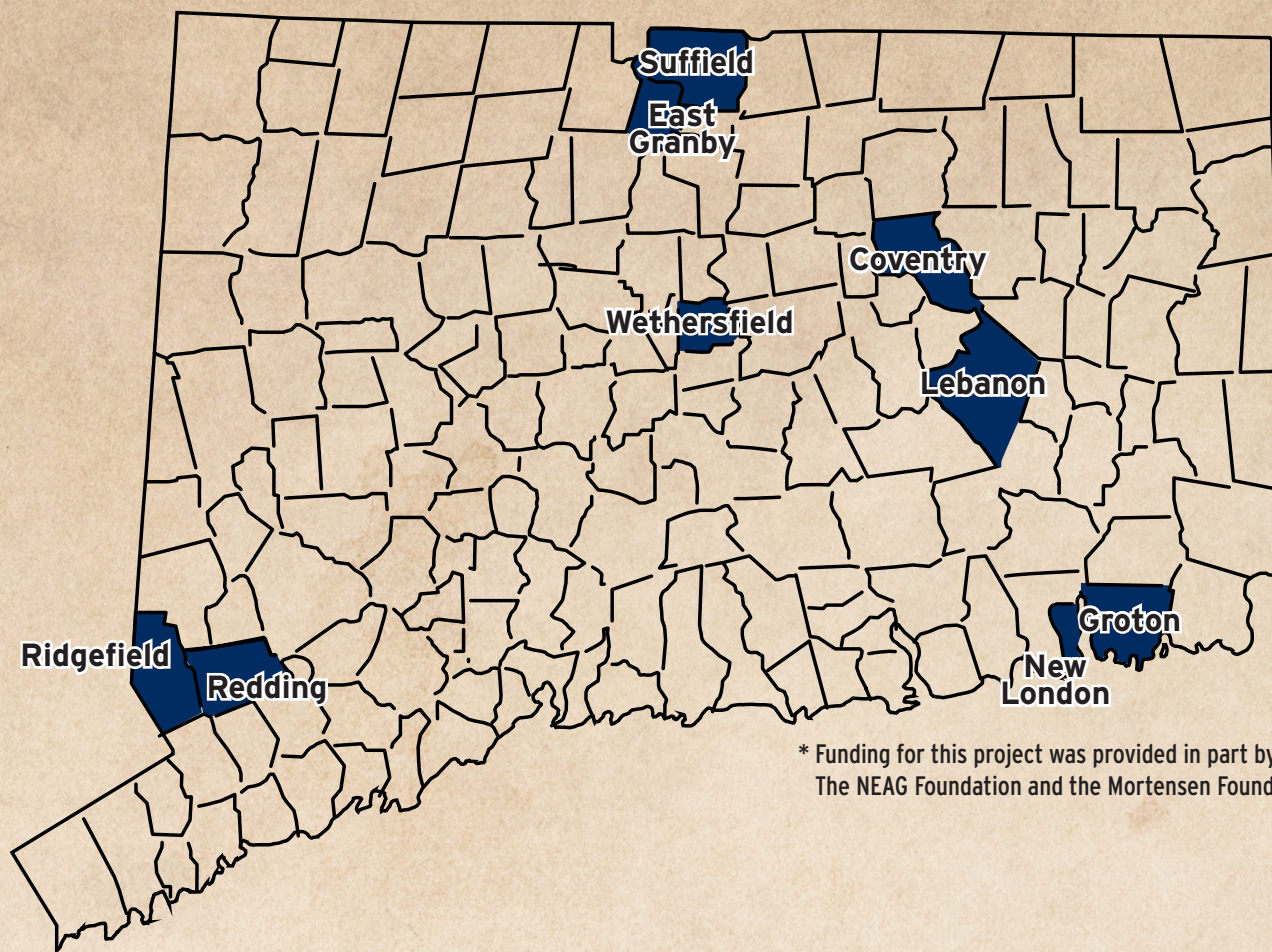 Suffield
East
Granby
Coventry
Wethersfield
Lebanon
Groton
Ridgefield
Redding
New
London
* Funding for this project was provided in part by
The NEAG Foundation and the Mortensen Found